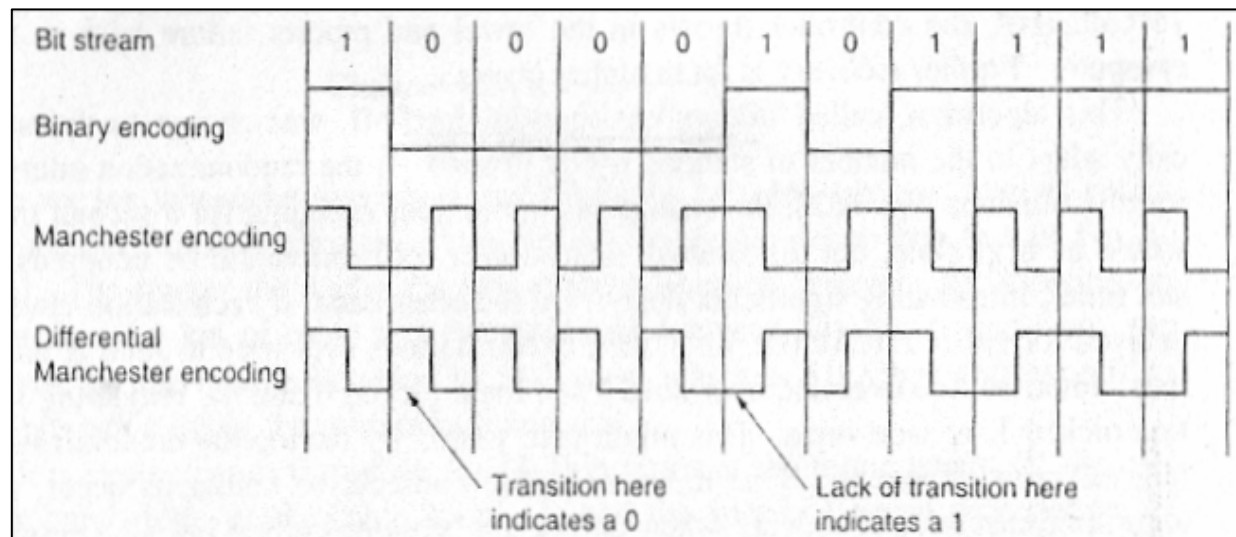 Bit stream 1 0 0 0 0 1 0 1 1 1 1
Binary encoding
Manchester encoding
Differential
Manchester encoding
Transition here
indicates a 0
Lack of transition here
indicates a 1